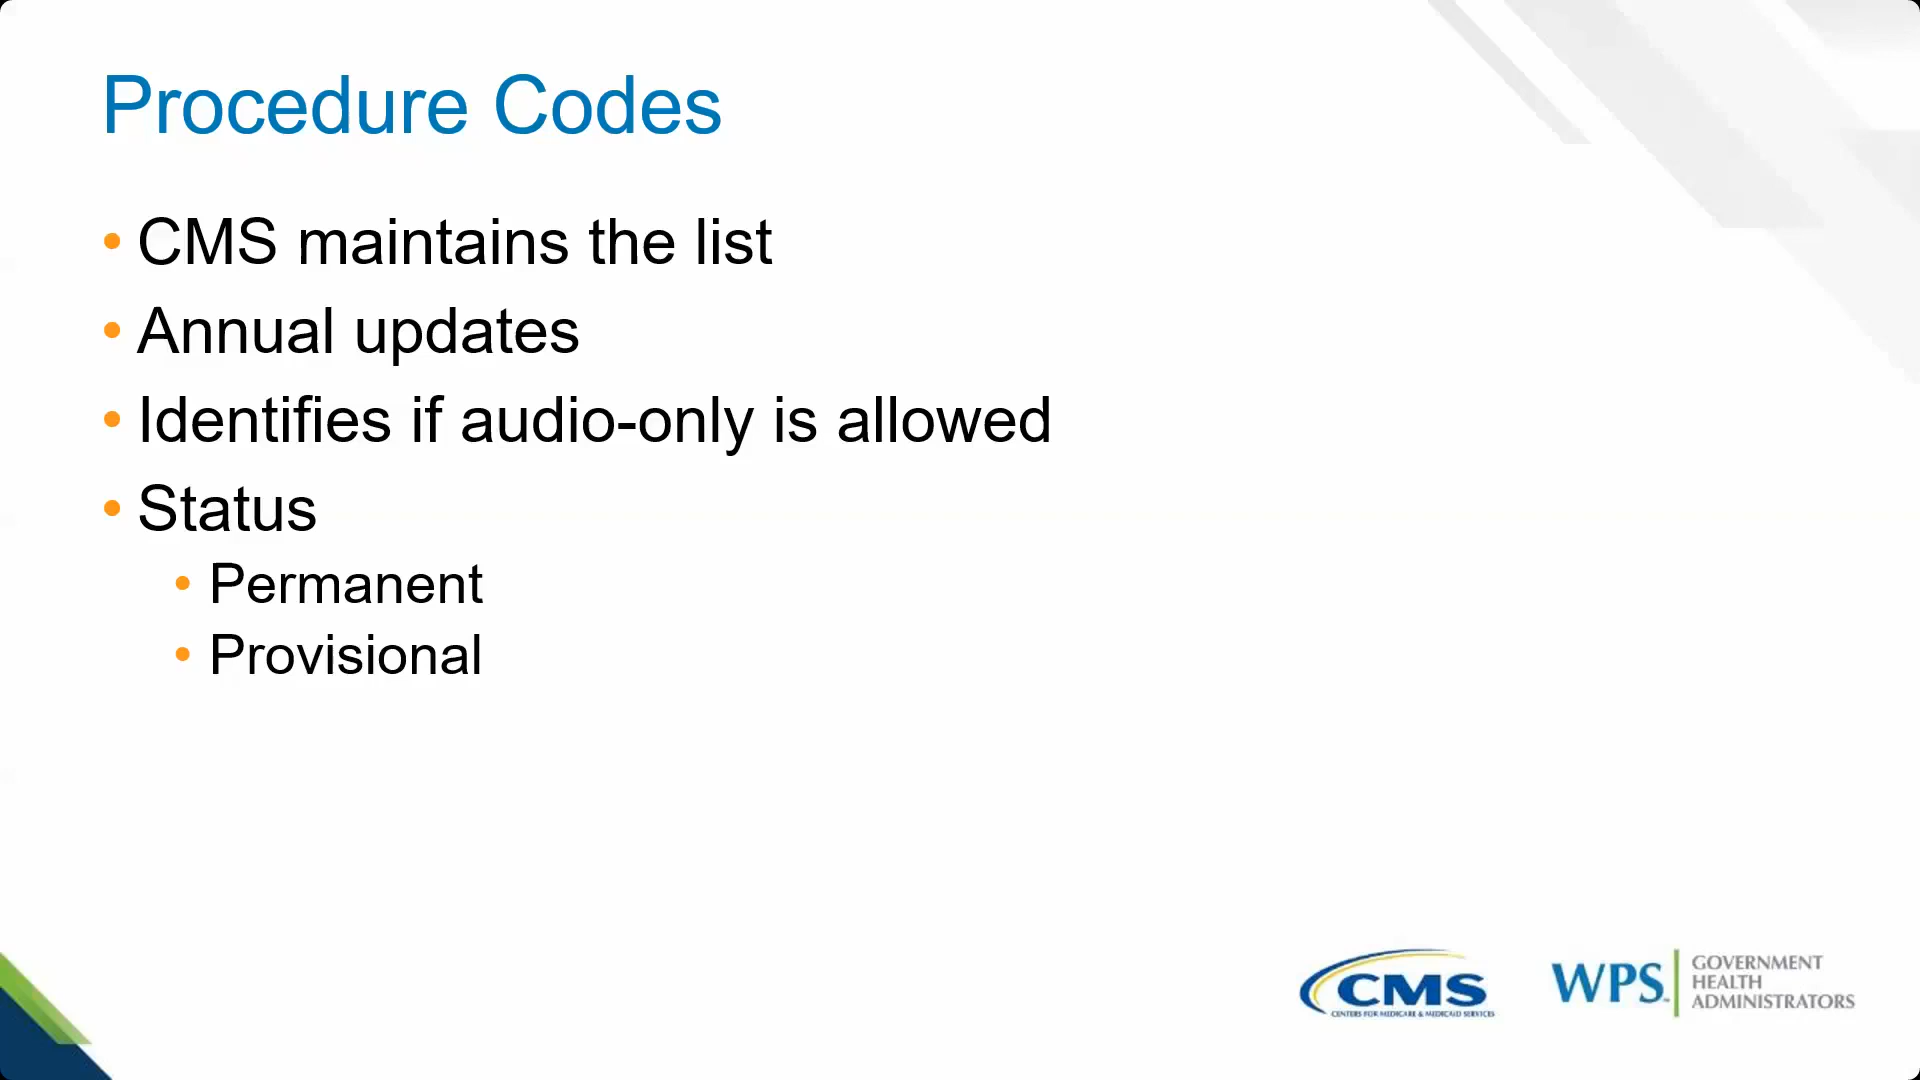 Procedure Codes
• CMS maintains the list
• Annual updates
• Identifies if audio-only is allowed
• Status
• Permanent
• Provisional
CMS
CENTERS FOR MEDICARE & MEDICAID SERVICES
WPS
GOVERNMENT
HEALTH
ADMINISTRATORS